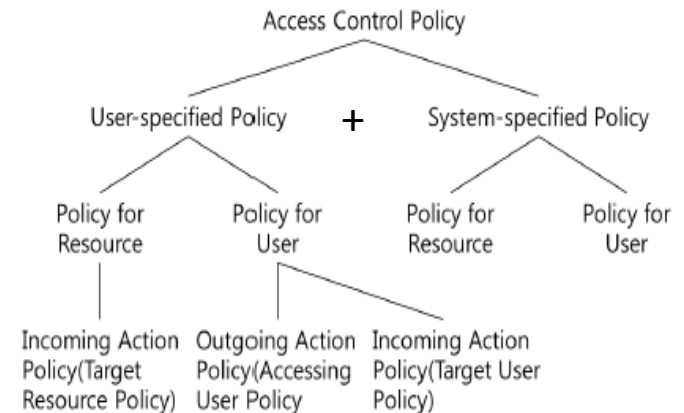 Access Control Policy
User-specified Policy + System-specified Policy
Policy for Resource
Policy for User
Policy for Resource
Policy for User
Incoming Action
Policy(Target
Resource Policy)
Outgoing Action
Policy(Accessing
User Policy
Incoming Action
Policy(Target User
Policy)